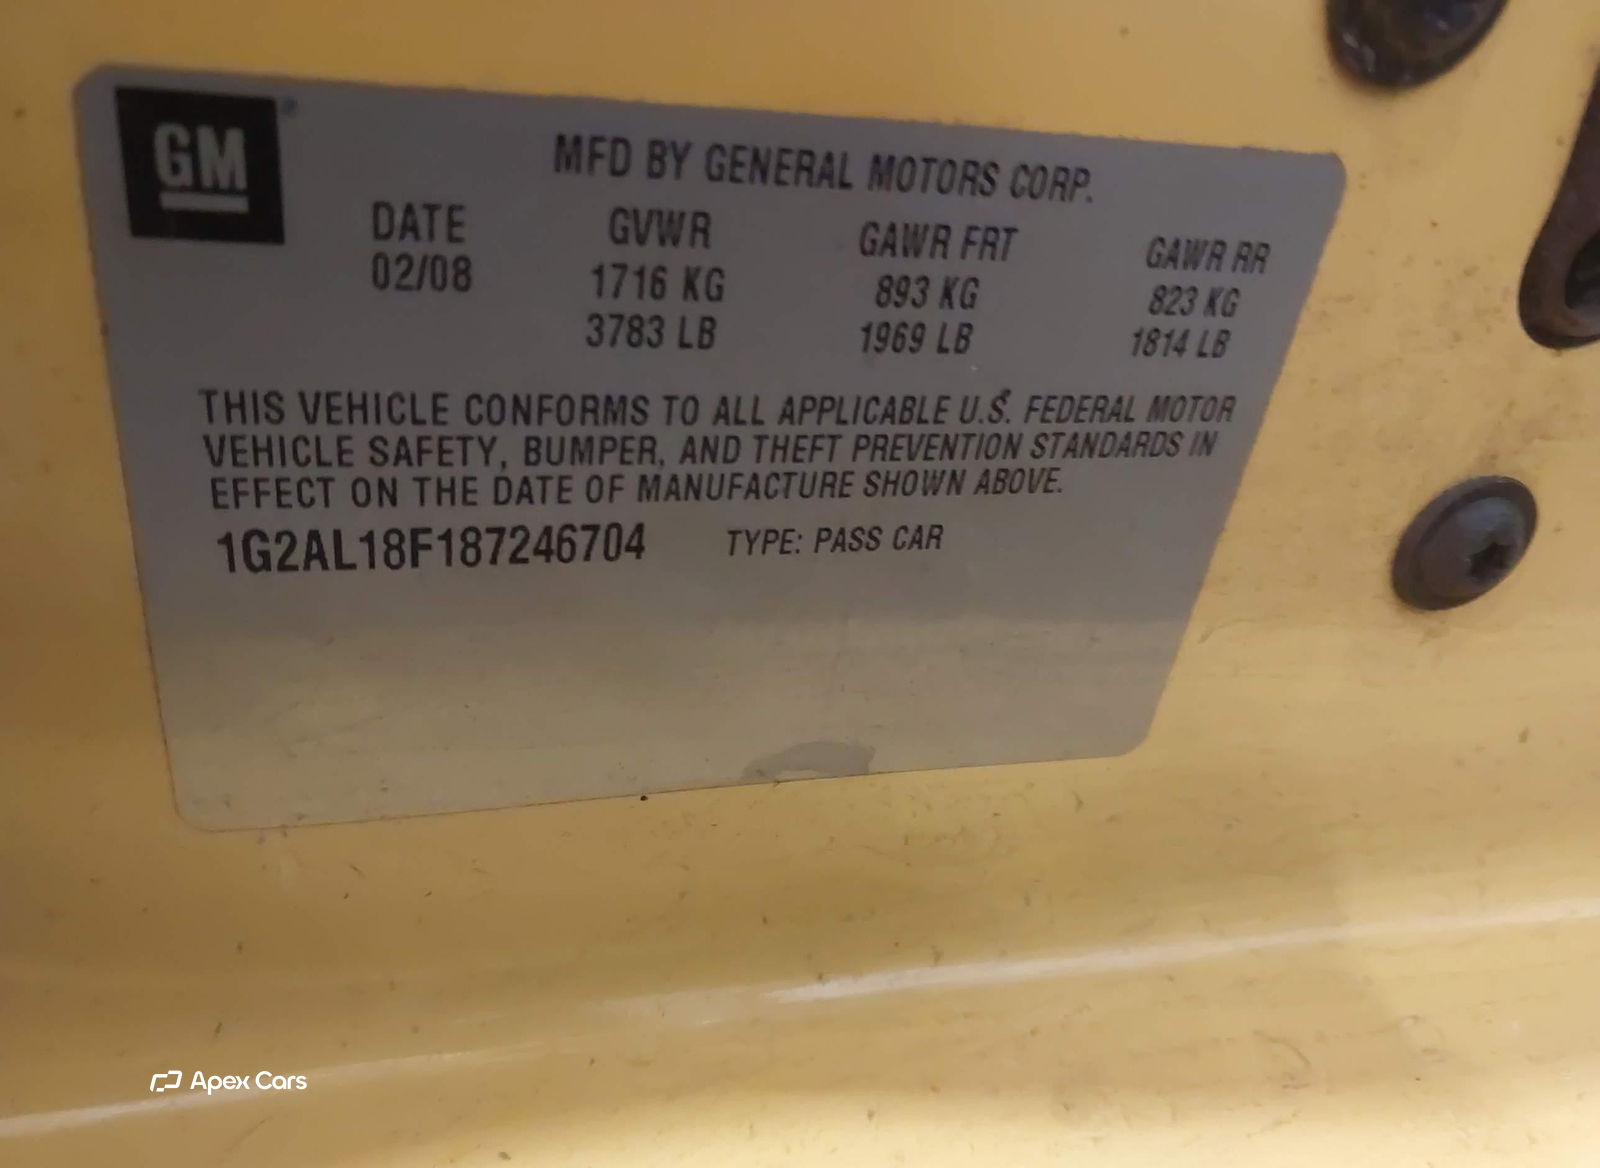 GM
MFD BY GENERAL MOTORS CORP.
DATE GVWR GAWR FRT GAWR RR
02/08 1716 KG 893 KG 823 KG
3783 LB 1969 LB 1814 LB
THIS VEHICLE CONFORMS TO ALL APPLICABLE U.S. FEDERAL MOTOR
VEHICLE SAFETY, BUMPER, AND THEFT PREVENTION STANDARDS IN
EFFECT ON THE DATE OF MANUFACTURE SHOWN ABOVE.
1G2AL18F187246704 TYPE: PASS CAR
Apex Cars